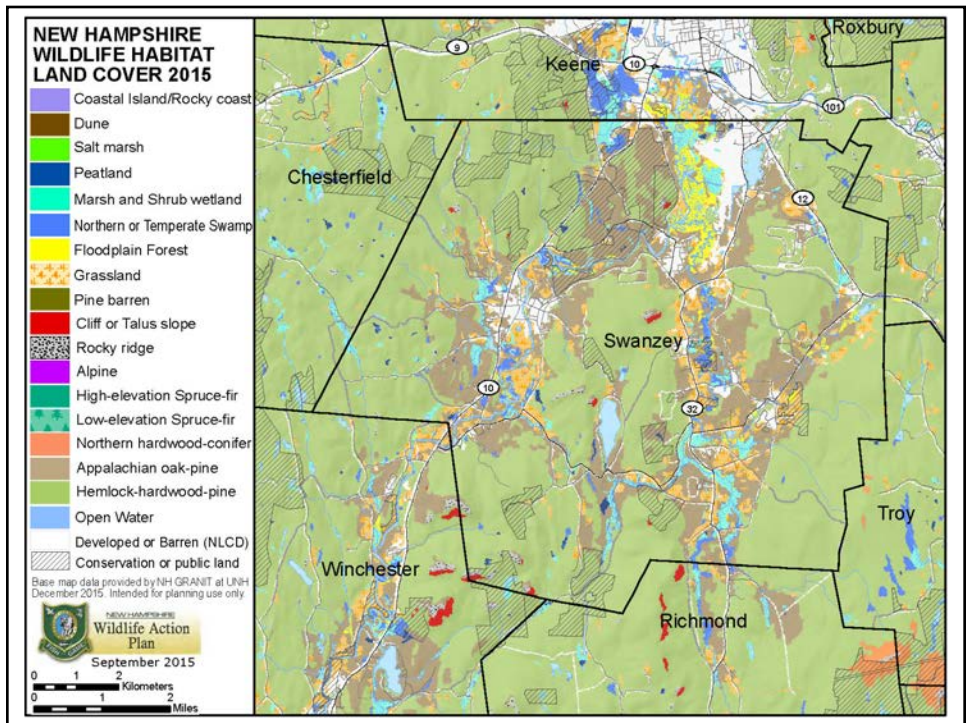 NEW HAMPSHIRE
WILDLIFE HABITAT
LAND COVER 2015
Coastal Island/Rocky coast
Dune
Salt marsh
Peatland
Marsh and Shrub wetland
Northern or Temperate Swamp
Floodplain Forest
Grassland
Pine barren
Cliff or Talus slope
Rocky ridge
Alpine
High-elevation Spruce-fir
Low-elevation Spruce-fir
Northern hardwood-conifer
Appalachian oak-pine
Hemlock-hardwood-pine
Open Water
Developed or Barren (NLCD)
Conservation or public land
Base map data provided by NH GRANIT at UNH
December 2015. Intended for planning use only.
NEW HAMPSHIRE
Wildlife Action
Plan
September 2015
0 1 2
Kilometers
0 1 2
Miles
Roxbury
9
Keene
10
101
Chesterfield
12
Swanzey
10
32
Troy
Winchester
Richmond